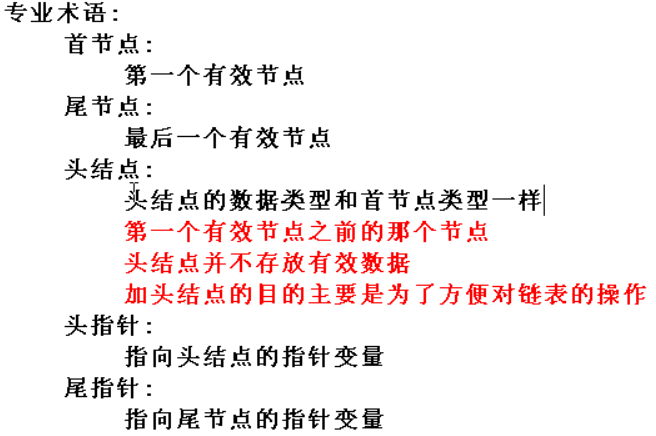 专业术语:
首节点:
第一个有效节点
尾节点:
最后一个有效节点
头结点:
头结点的数据类型和首节点类型一样
第一个有效节点之前的那个节点
头结点并不存放有效数据
加头结点的目的主要是为了方便对链表的操作
头指针:
指向头结点的指针变量
尾指针:
指向尾节点的指针变量